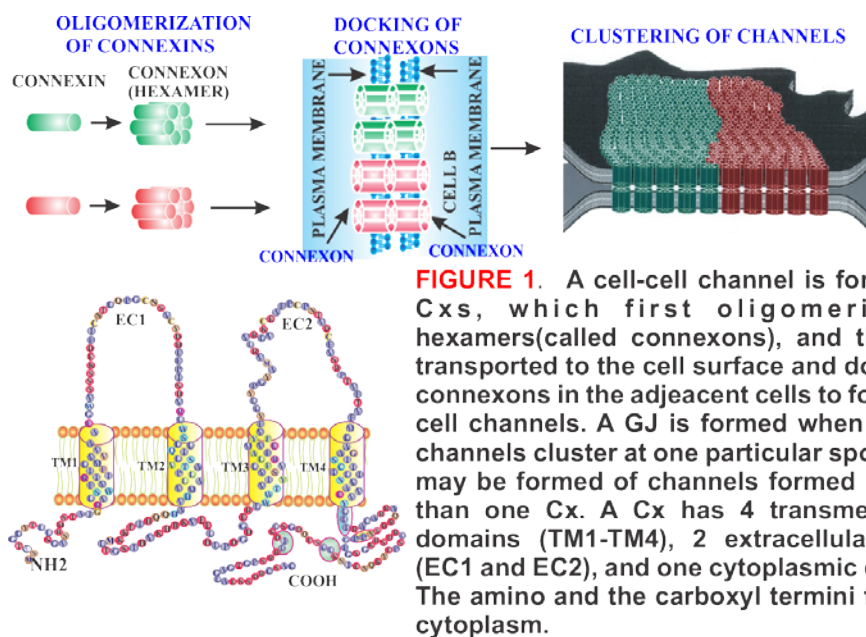 OLIGOMERIZATION
OF CONNEXINS
DOCKING OF
CONNEXONS
CLUSTERING OF CHANNELS
CONNEXIN
CONNEXON
(HEXAMER)
PLASMA MEMBRANE
CELL B
PLASMA MEMBRANE
CONNEXON
CONNEXON
FIGURE 1. A cell-cell channel is for
Cxs, which first oligomeri
hexamers(called connexons), and t
transported to the cell surface and do
connexons in the adjeacent cells to fo
cell channels. A GJ is formed when
channels cluster at one particular spo
may be formed of channels formed
than one Cx. A Cx has 4 transme
domains (TM1-TM4), 2 extracellula
(EC1 and EC2), and one cytoplasmic
The amino and the carboxyl termini
cytoplasm.
EC1
EC2
TM1
TM2
TM3
TM4
NH2
COOH